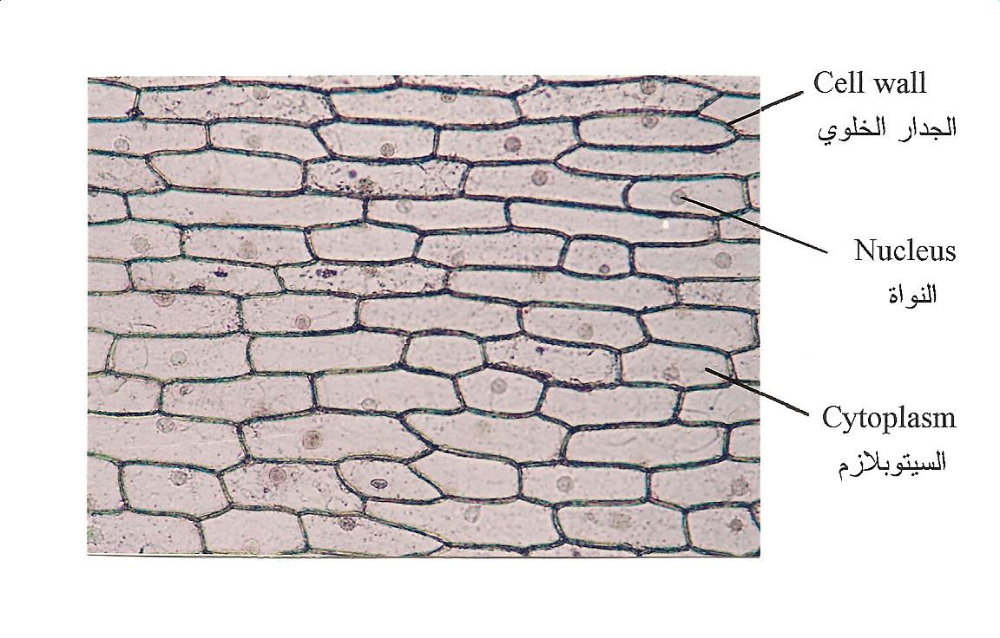 Cell wall
الجدار الخلوي
Nucleus
النواة
Cytoplasm
السيتوبلازم